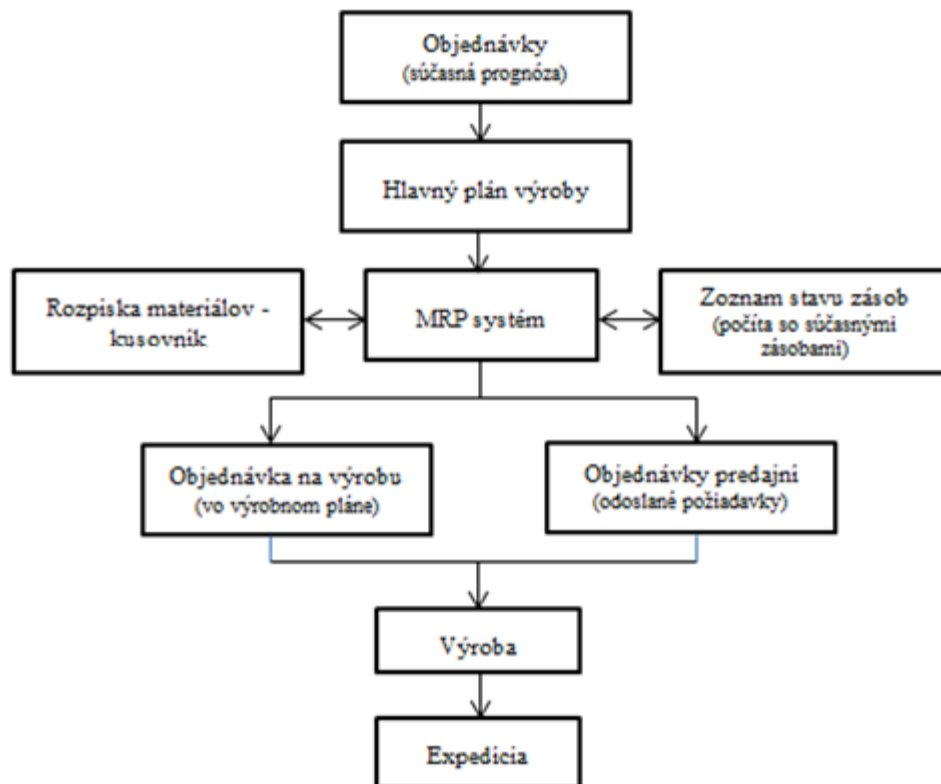 Objednávky
(súčasná prognóza)
Hlavný plán výroby
Rozpiska materiálov -
kusovník
MRP systém
Zoznam stavu zásob
(počíta so súčasnými
zásobami)
Objednávka na výrobu
(vo výrobnom pláne)
Objednávky predajní
(odoslané požiadavky)
Výroba
Expedícia